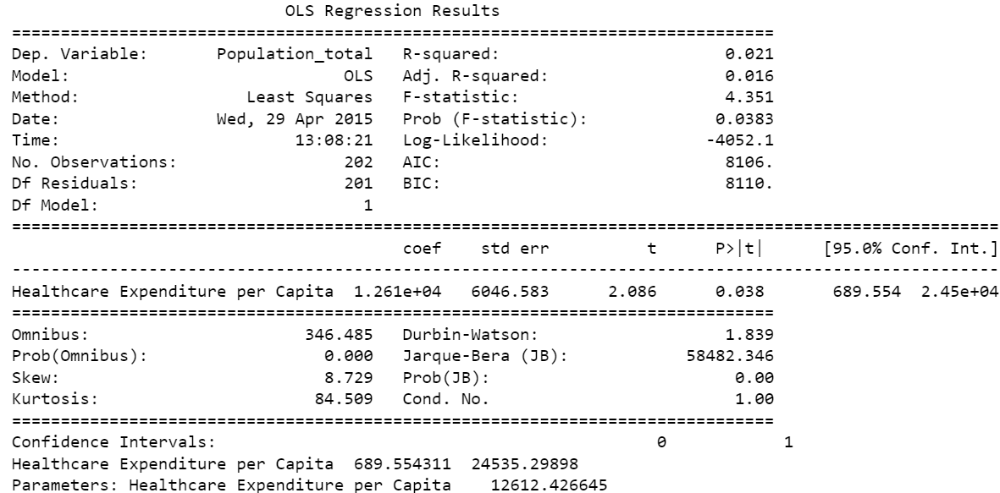 OLS Regression Results
==============================================================================
Dep. Variable: Population_total R-squared: 0.021
Model: OLS Adj. R-squared: 0.016
Method: Least Squares F-statistic: 4.351
Date: Wed, 29 Apr 2015 Prob (F-statistic): 0.0383
Time: 13:08:21 Log-Likelihood: -4052.1
No. Observations: 202 AIC: 8106.
Df Residuals: 201 BIC: 8110.
Df Model: 1
=====================================================================================================
coef std err t P>|t| [95.0% Conf. Int.]
-----------------------------------------------------------------------------------------------------
Healthcare Expenditure per Capita 1.261e+04 6046.583 2.086 0.038 689.554 2.45e+04
==============================================================================
Omnibus: 346.485 Durbin-Watson: 1.839
Prob(Omnibus): 0.000 Jarque-Bera (JB): 58482.346
Skew: 8.729 Prob(JB): 0.00
Kurtosis: 84.509 Cond. No. 1.00
==============================================================================
Confidence Intervals: 0 1
Healthcare Expenditure per Capita 689.554311 24535.29898
Parameters: Healthcare Expenditure per Capita 12612.426645